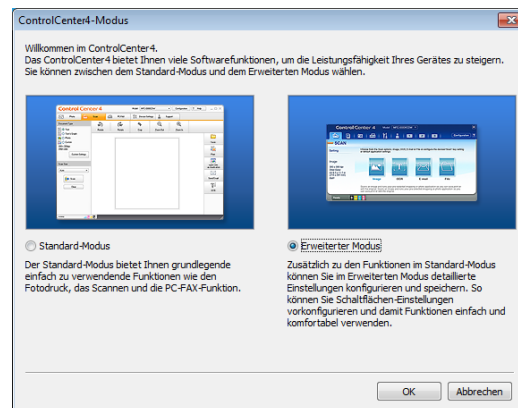 ControlCenter4-Modus
Willkommen im ControlCenter4.
Das ControlCenter4 bietet Ihnen viele Softwarefunktionen, um die Leistungsfähigkeit Ihres Gerätes zu steigern.
Sie können zwischen dem Standard-Modus und dem Erweiterten Modus wählen.
ControlCenter4
ControlCenter4
SCAN
Standard-Modus
Der Standard-Modus bietet Ihnen grundlegende
einfach zu verwendende Funktionen wie den
Fotodruck, das Scannen und die PC-FAX-Funktion.
Erweiterter Modus
Zusätzlich zu den Funktionen im Standard-Modus
können Sie im Erweiterten Modus detaillierte
Einstellungen konfigurieren und speichern. So
können Sie Schaltflächen-Einstellungen
vorkonfigurieren und damit Funktionen einfach und
komfortabel verwenden.
OK
Abbrechen